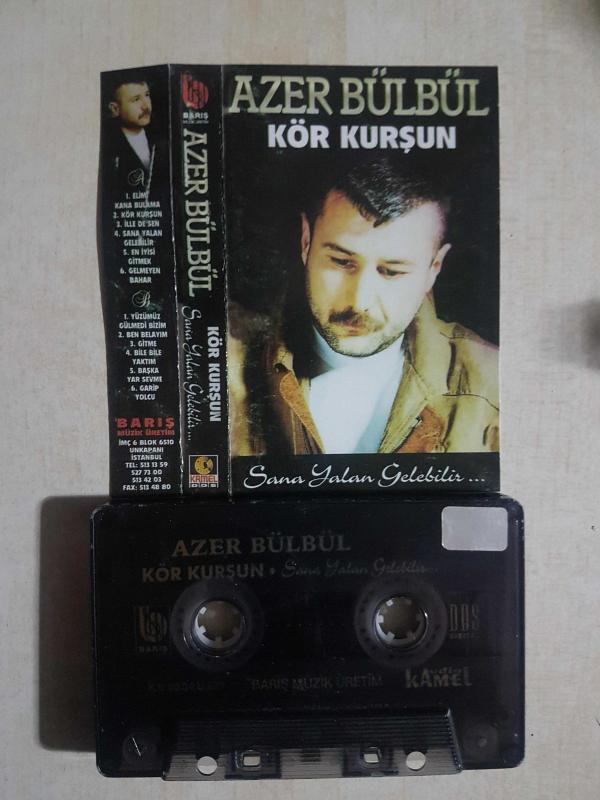 A
1. ELİMİ
KANA BULAMA
2. KÖR KURŞUN
3. İLLE DE SEN
4. SANA YALAN
GELEBİLİR
5. EN İYİSİ
GİTMEK
6. GELMEYEN
BAHAR
B
1. YÜZÜMÜZ
GÜLMEDİ BİZİM
2. BEN BELAYIM
3. GİTME
4. BİLE BİLE
YAKTIM
5. BAŞKA
YAR SEVME
6. GARİP
YOLCU
BARIŞ
MÜZİK ÜRETİM
İMÇ 6 BLOK 6510
UNKAPANI
İSTANBUL
TEL: 513 13 59
527 73 00
513 42 03
FAX: 513 48 80
BARIŞ
MÜZİK ÜRETİM
AZER BÜLBÜL
KÖR KURŞUN
Sana Yalan Gelebilir...
KAMEL
AZER BÜLBÜL
KÖR KURŞUN
Sana Yalan Gelebilir...
AZER BÜLBÜL
KÖR KURŞUN • Sana Yalan Gelebilir...
BARIŞ
BARIŞ MÜZİK ÜRETİM
KAMEL